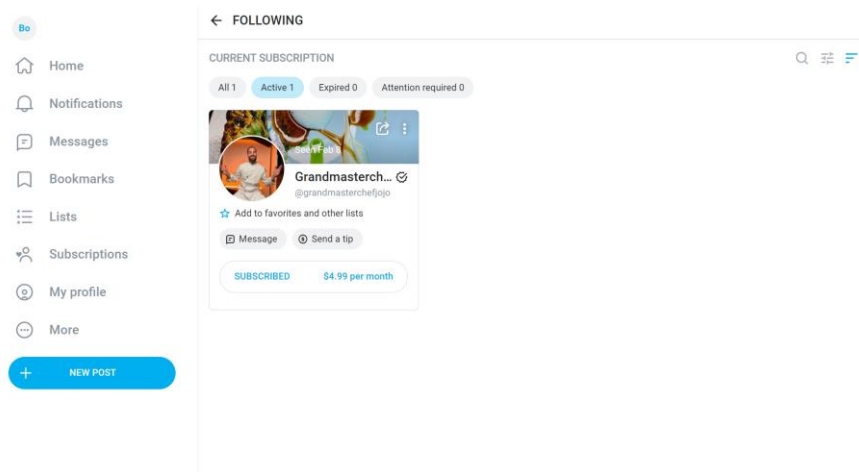 Bo
Home
Notifications
Messages
Bookmarks
Lists
Subscriptions
My profile
More
NEW POST
FOLLOWING
CURRENT SUBSCRIPTION
All 1 Active 1 Expired 0 Attention required 0
Seen Feb 8
Grandmasterch...
@grandmasterchefjojo
Add to favorites and other lists
Message Send a tip
SUBSCRIBED $4.99 per month